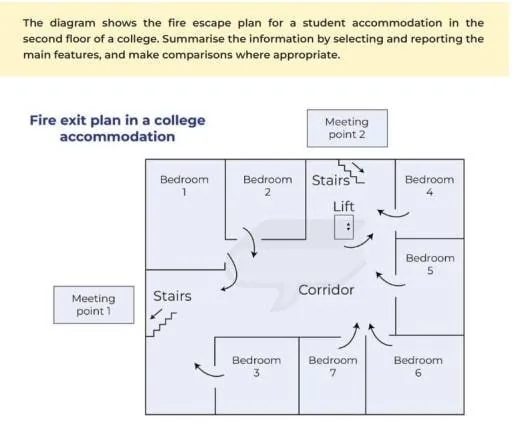 The diagram shows the fire escape plan for a student accommodation in the
second floor of a college. Summarise the information by selecting and reporting the
main features, and make comparisons where appropriate.
Fire exit plan in a college
accommodation
Meeting
point 2
Bedroom
1
Bedroom
2
Stairs
Bedroom
4
Lift
Bedroom
5
Meeting
point 1
Stairs
Corridor
Bedroom
3
Bedroom
7
Bedroom
6